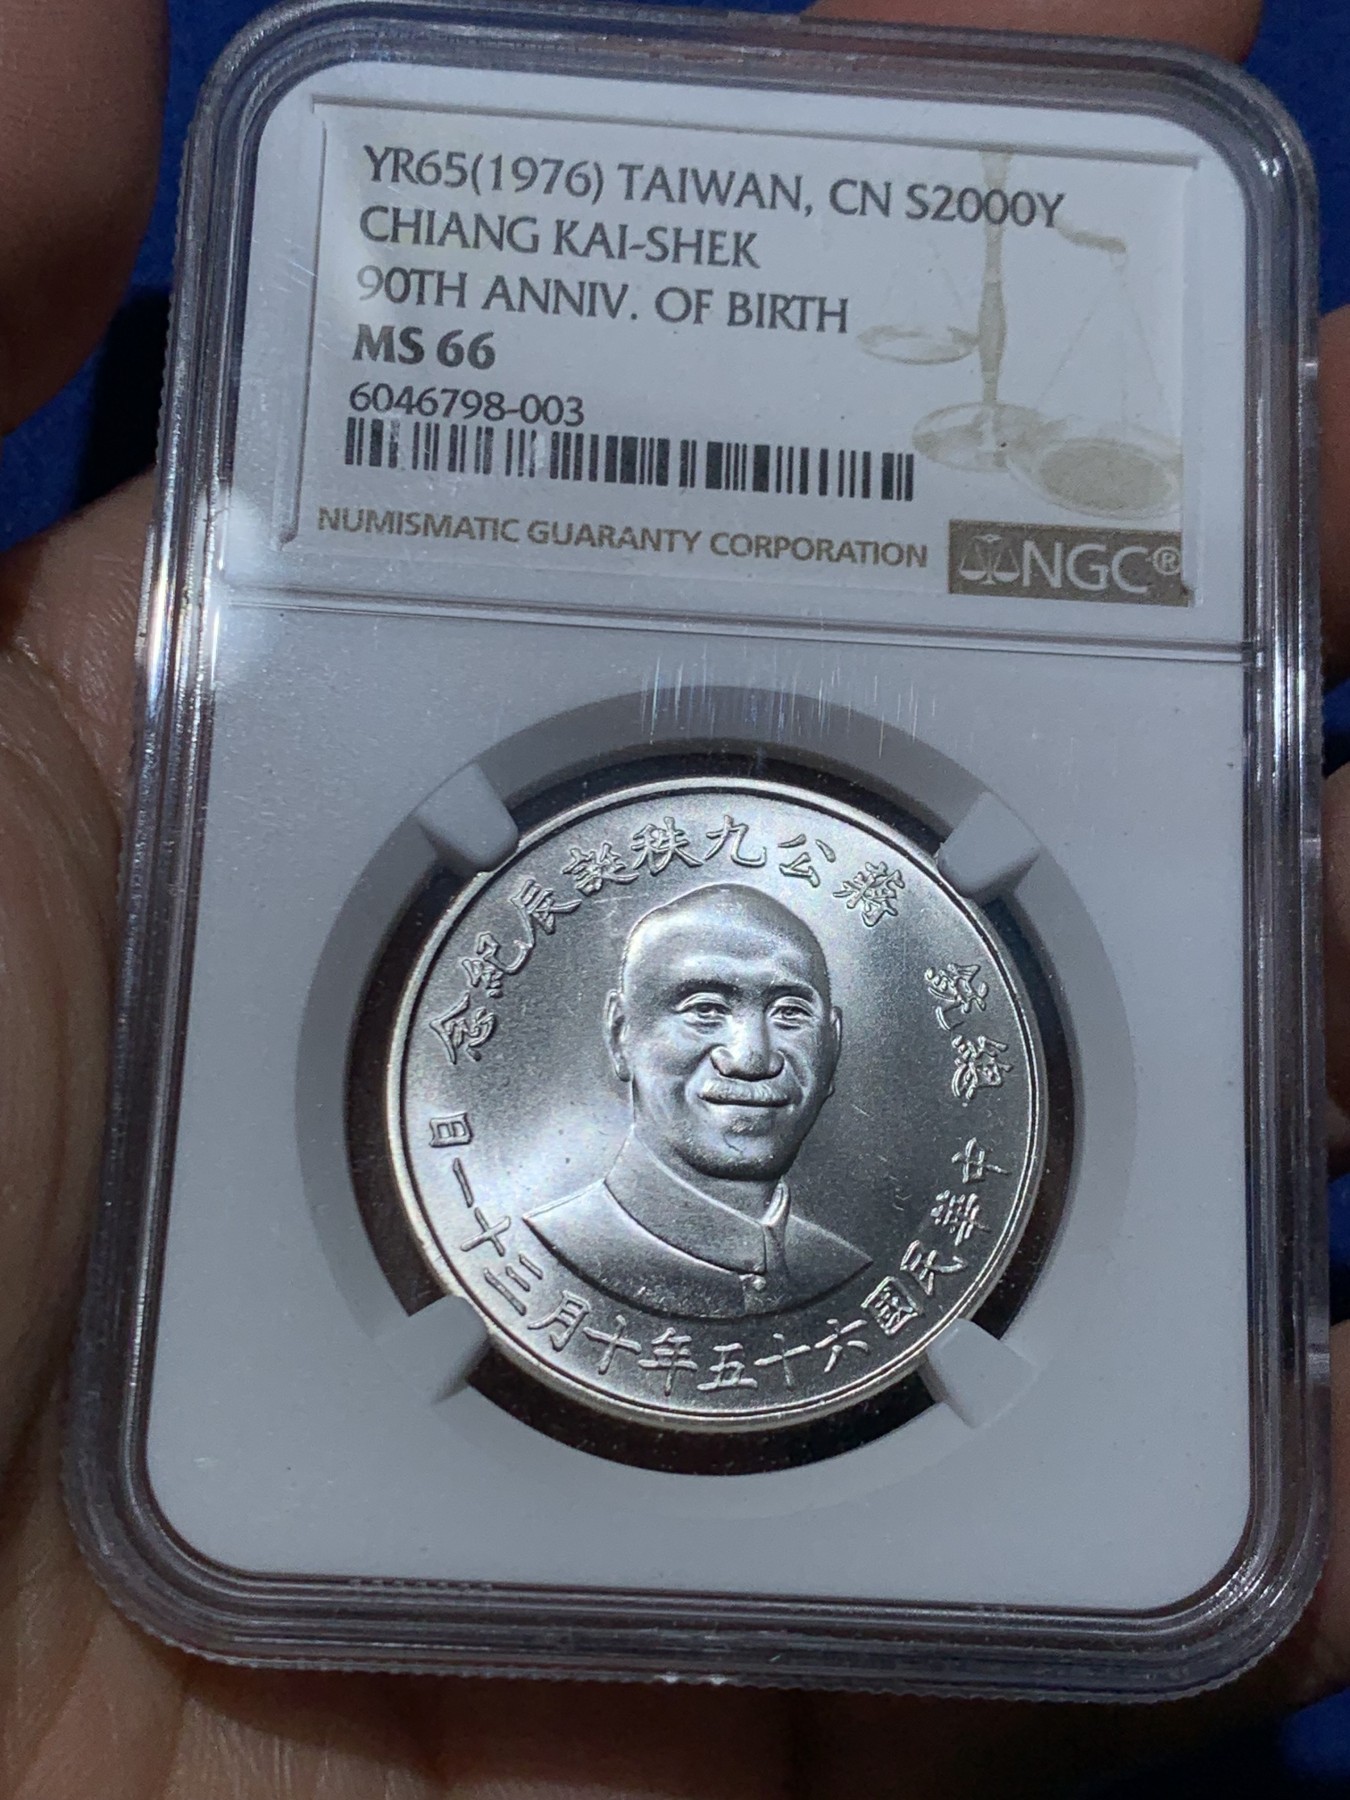 YR65(1976) TAIWAN, CN S2000Y
CHIANG KAI-SHEK
90TH ANNIV. OF BIRTH
MS 66
6046798-003
NUMISMATIC GUARANTY CORPORATION
NGC®
蔣公九秩誕辰紀念
中華民國六十五年十月三十一日